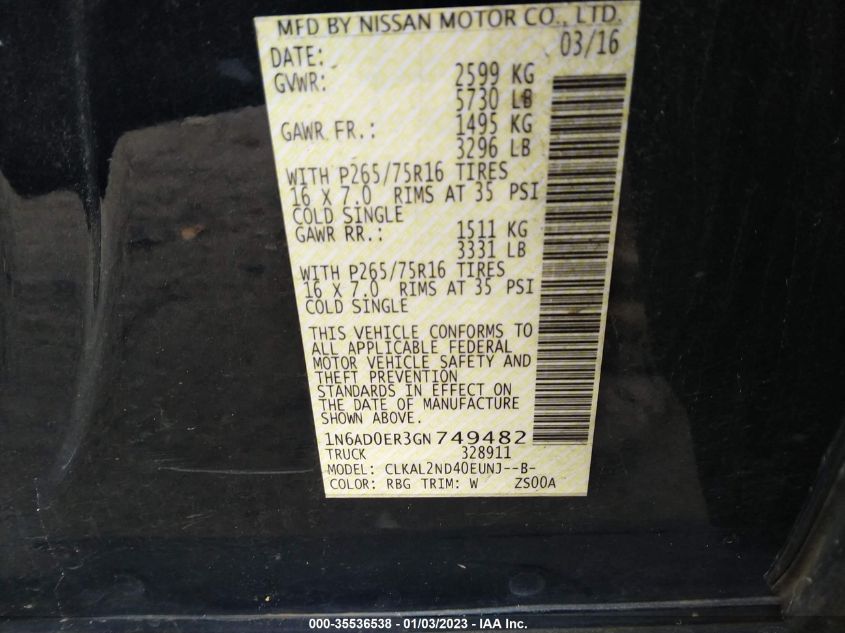 MFD BY NISSAN MOTOR CO., LTD.
DATE: 03/16
GVWR: 2599 KG
5730 LB
GAWR FR.: 1495 KG
3296 LB
WITH P265/75R16 TIRES
16 X 7.0 RIMS AT 35 PSI
COLD SINGLE
GAWR RR.: 1511 KG
3331 LB
WITH P265/75R16 TIRES
16 X 7.0 RIMS AT 35 PSI
COLD SINGLE
THIS VEHICLE CONFORMS TO
ALL APPLICABLE FEDERAL
MOTOR VEHICLE SAFETY AND
THEFT PREVENTION
STANDARDS IN EFFECT ON
THE DATE OF MANUFACTURE
SHOWN ABOVE.
1N6AD0ER3GN749482
TRUCK 328911
MODEL: CLKAL2ND40EUNJ--B-
COLOR: RBG TRIM: W ZS00A
000-35536538 - 01/03/2023 - IAA Inc.